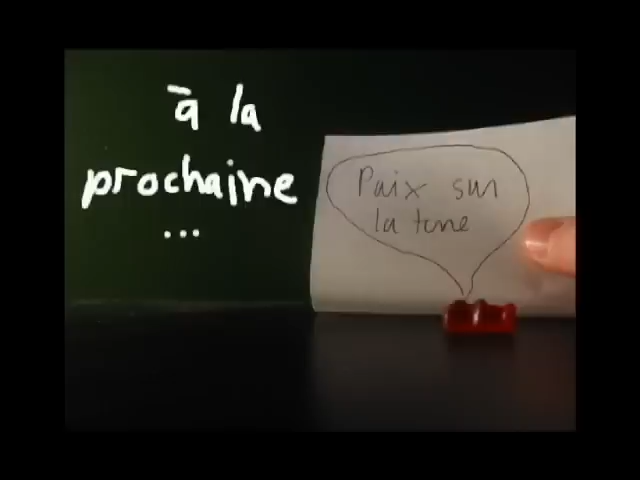 à la
prochaine
...
Paix sur
la terre